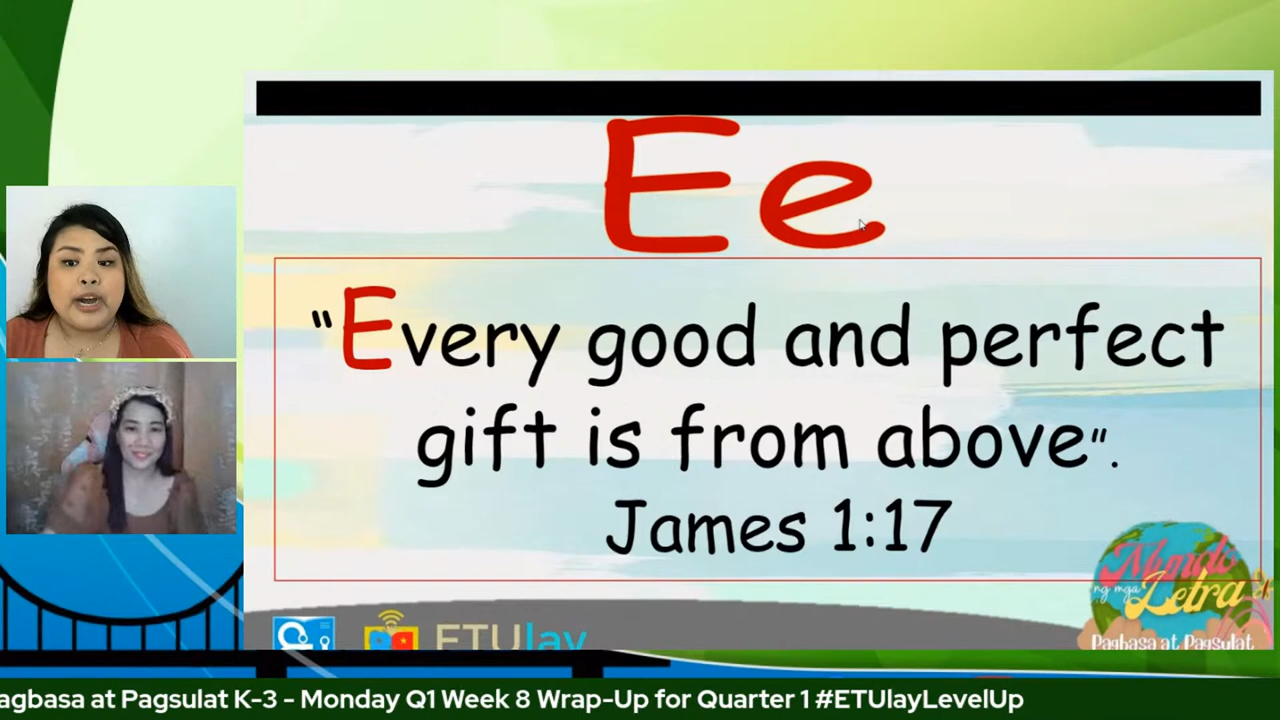 Ee
“Every good and perfect
gift is from above”.
James 1:17
Mundo
ng mga
Letra
Pagbasa at Pagsulat
ETUlay
agbasa at Pagsulat K-3 - Monday Q1 Week 8 Wrap-Up for Quarter 1 #ETUlayLevelUp